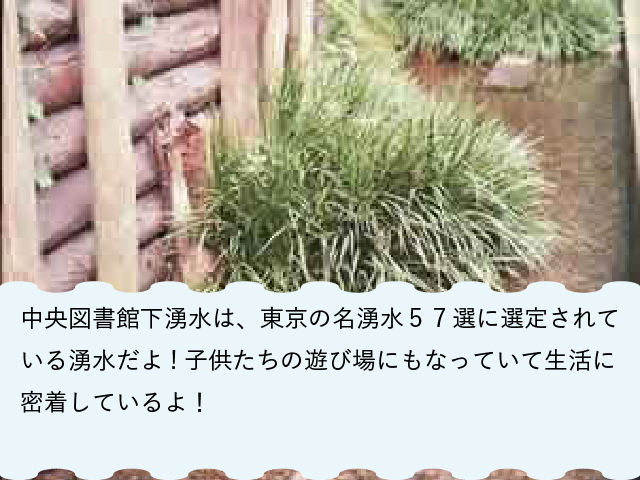 中央図書館下湧水は、東京の名湧水５７選に選定されて
いる湧水だよ！子供たちの遊び場にもなっていて生活に
密着しているよ！